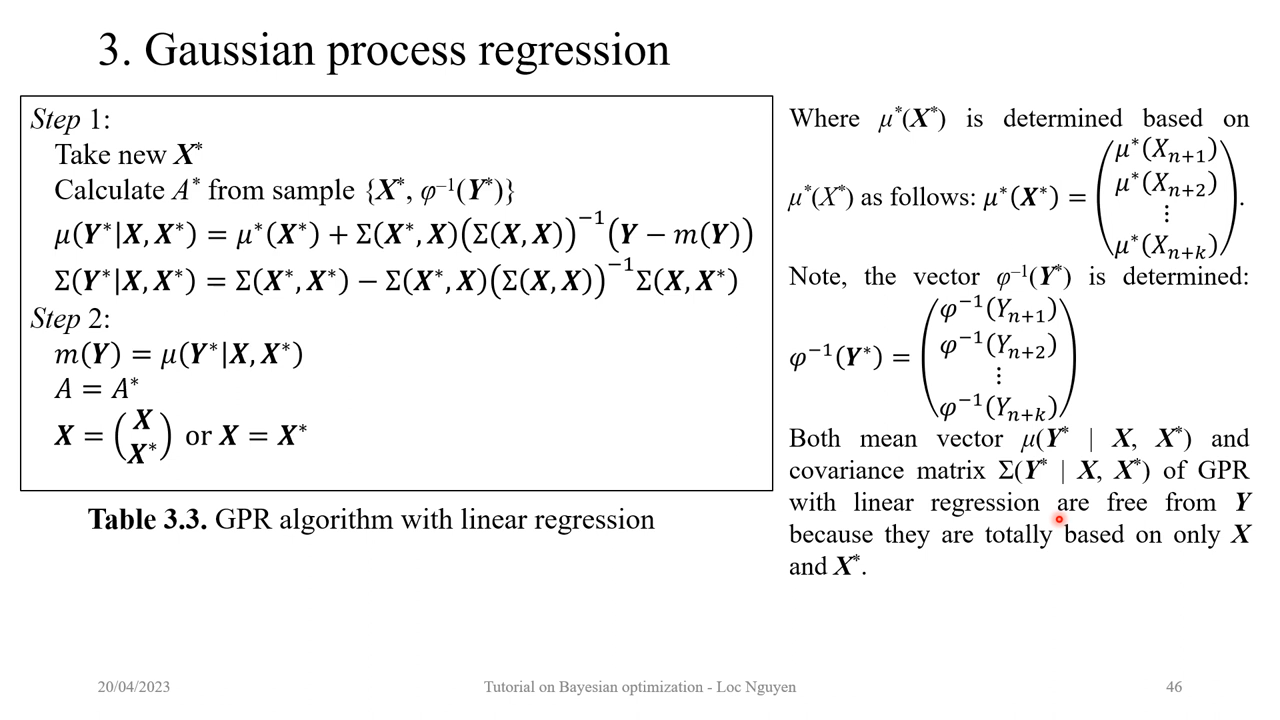 3. Gaussian process regression
Step 1:
Take new X*
Calculate A* from sample {X*, φ⁻¹(Y*)}
μ(Y*|X, X*) = μ*(X*) + Σ(X*, X)(Σ(X, X))⁻¹(Y − m(Y))
Σ(Y*|X, X*) = Σ(X*, X*) − Σ(X*, X)(Σ(X, X))⁻¹Σ(X, X*)
Step 2:
m(Y) = μ(Y*|X, X*)
A = A*
X = (X
X*) or X = X*
Table 3.3. GPR algorithm with linear regression
Where μ*(X*) is determined based on
μ*(X*) as follows: μ*(X*) = (μ*(Xₙ₊₁)
μ*(Xₙ₊₂)
⋮
μ*(Xₙ₊ₖ)).
Note, the vector φ⁻¹(Y*) is determined:
φ⁻¹(Y*) = (φ⁻¹(Yₙ₊₁)
φ⁻¹(Yₙ₊₂)
⋮
φ⁻¹(Yₙ₊ₖ))
Both mean vector μ(Y* | X, X*) and
covariance matrix Σ(Y* | X, X*) of GPR
with linear regression are free from Y
because they are totally based on only X
and X*.
20/04/2023
Tutorial on Bayesian optimization - Loc Nguyen
46